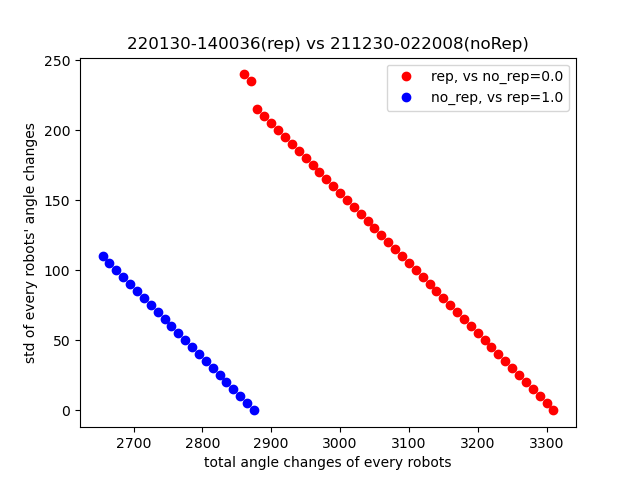 220130-140036(rep) vs 211230-022008(noRep)
rep, vs no_rep=0.0
no_rep, vs rep=1.0
250
200
150
100
50
0
std of every robots' angle changes
2700 2800 2900 3000 3100 3200 3300
total angle changes of every robots